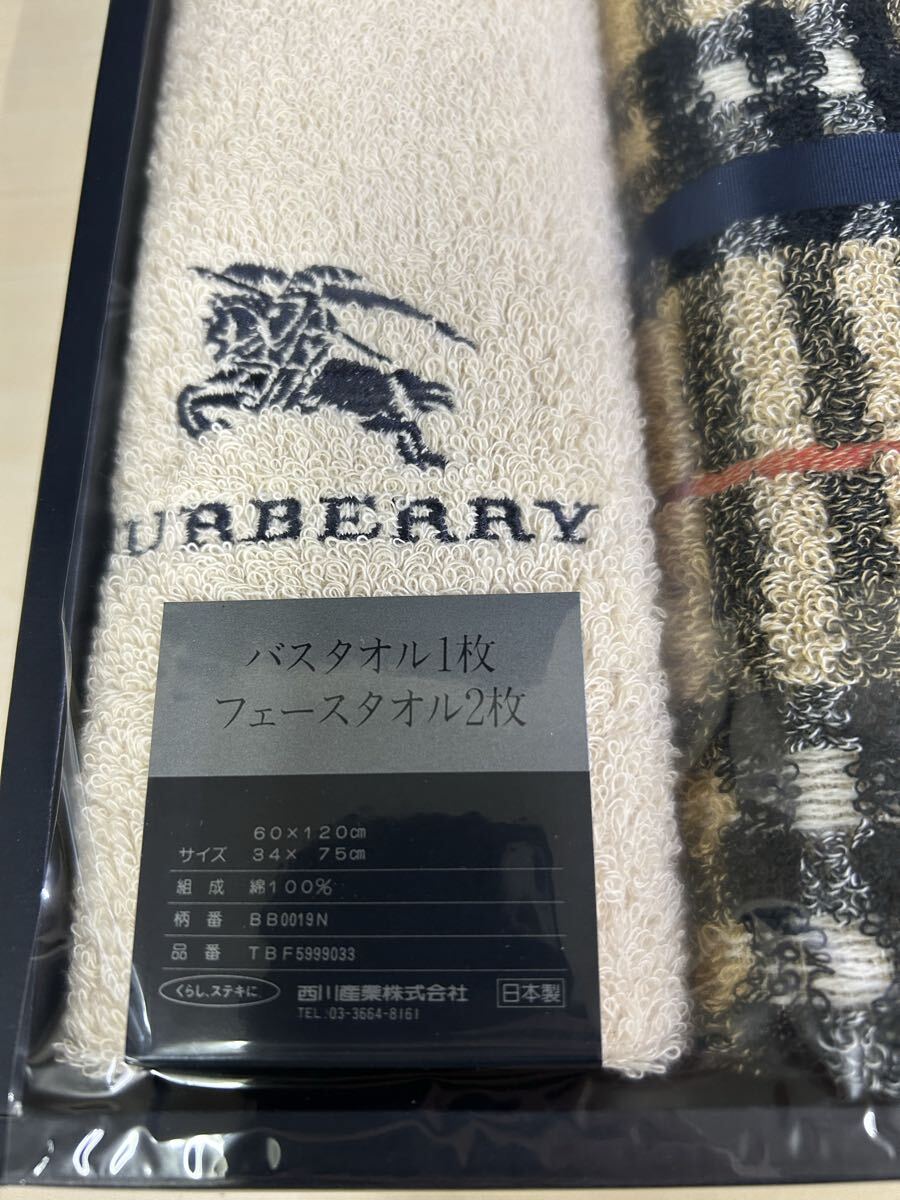 URBERRY
バスタオル1枚
フェースタオル2枚
60×120㎝
サイズ 34× 75㎝
組成 綿100%
柄番 BB0019N
品番 TBF5999033
くらし、ステキに 西川産業株式会社 日本製
TEL:03-3664-8161